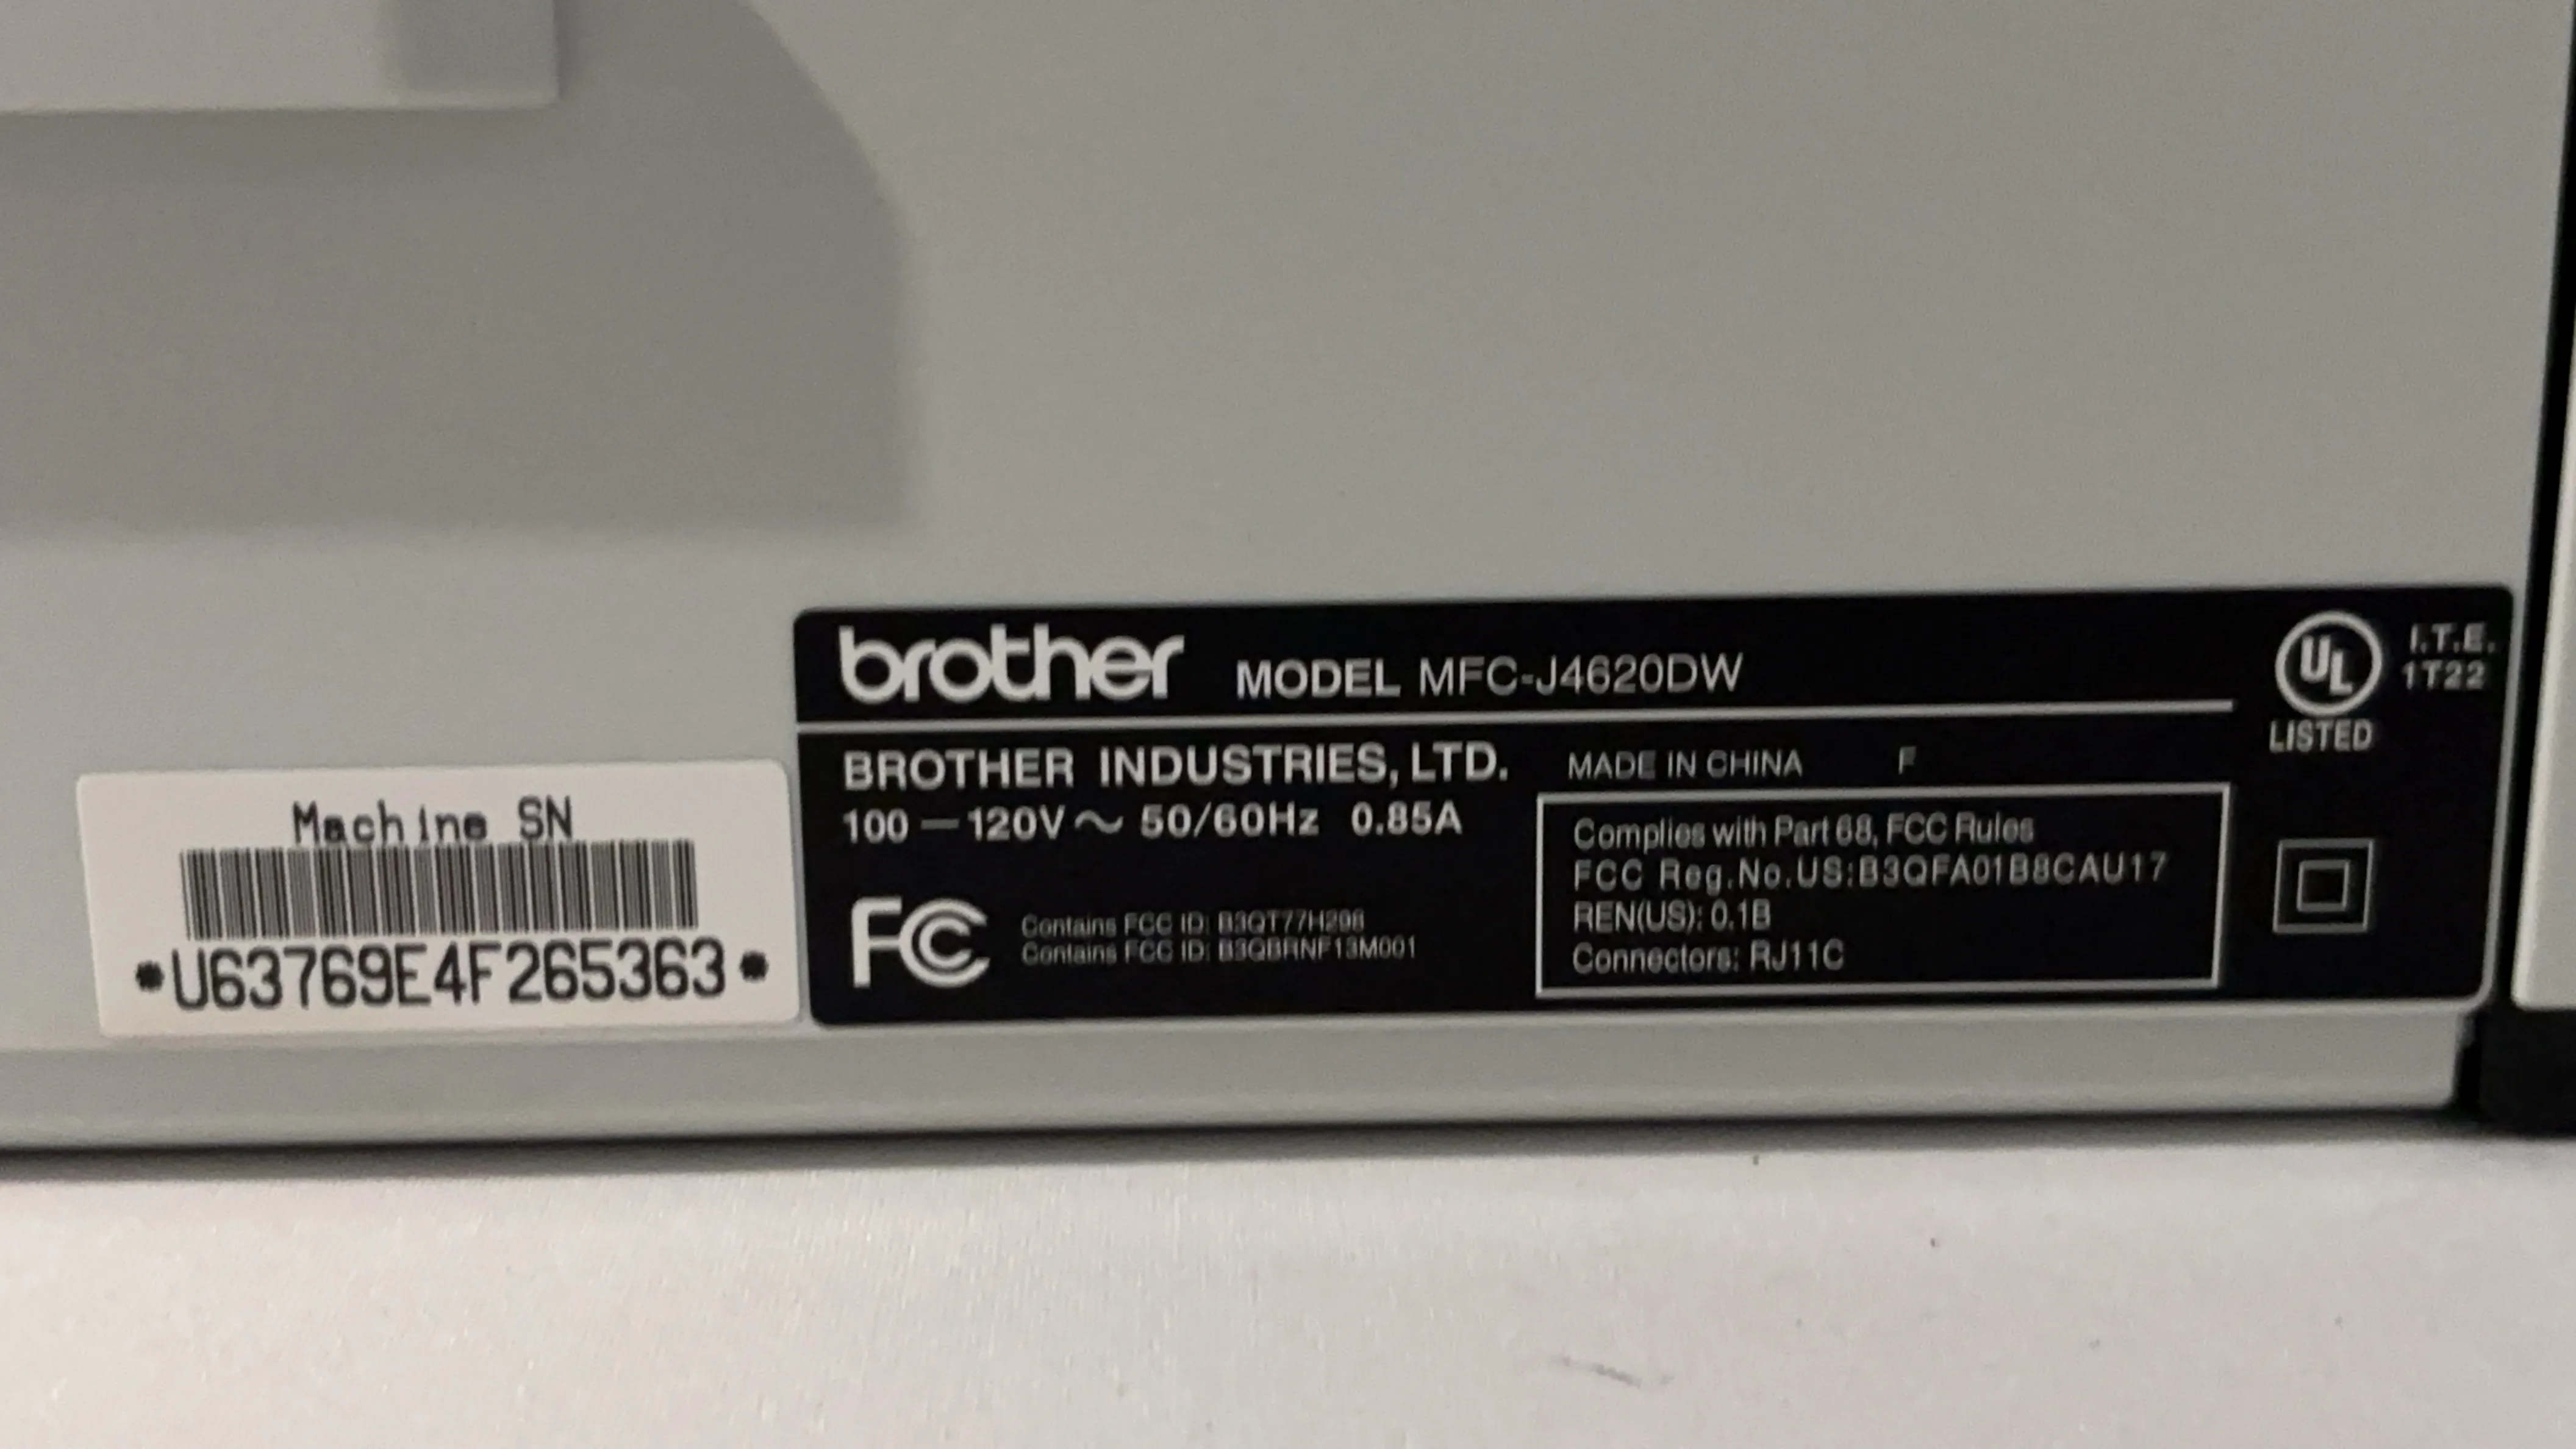 brother MODEL MFC-J4620DW
UL I.T.E.
1T22
LISTED
BROTHER INDUSTRIES, LTD. MADE IN CHINA F
100 — 120V ~ 50/60Hz 0.85A
Complies with Part 68, FCC Rules
FCC Reg.No.US:B3QFA01B8CAU17
REN(US): 0.1B
Connectors: RJ11C
FC Contains FCC ID: B3QT77H298
Contains FCC ID: B3QBRNF13M001
Machine SN
*U63769E4F265363*